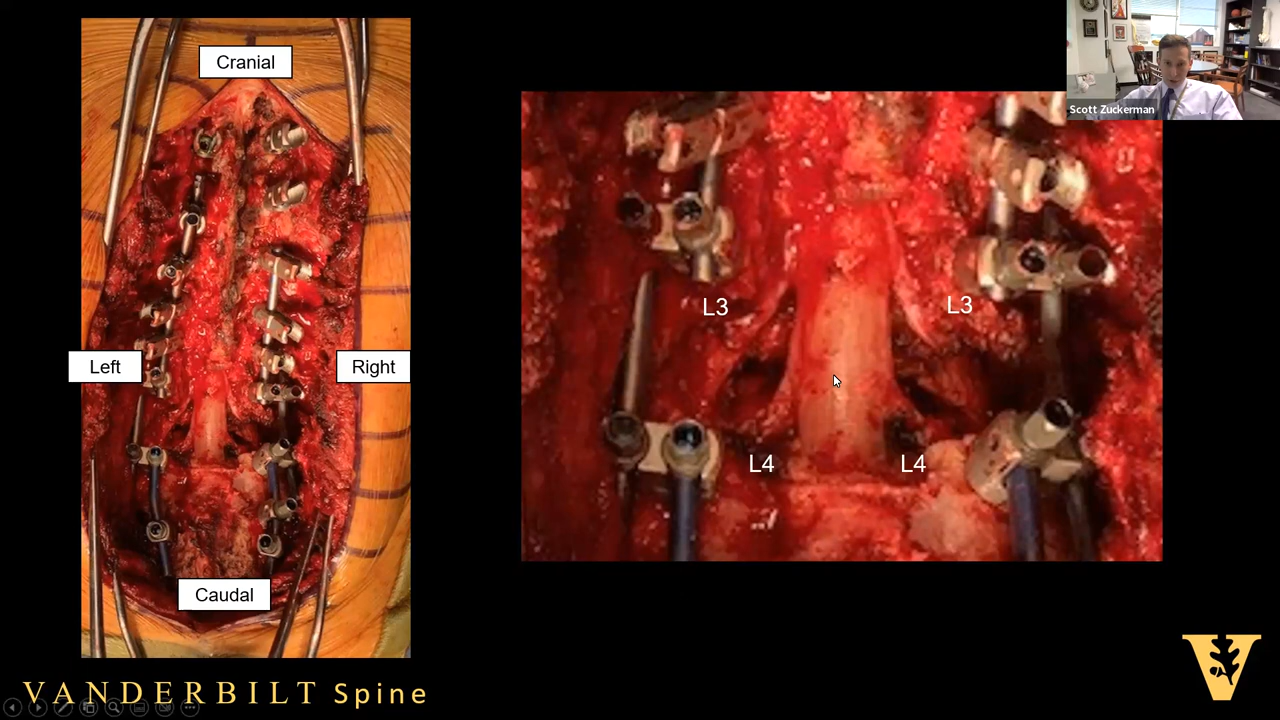 Cranial
Left
Right
Caudal
L3
L3
L4
L4
Scott Zuckerman
VANDERBILT Spine
V